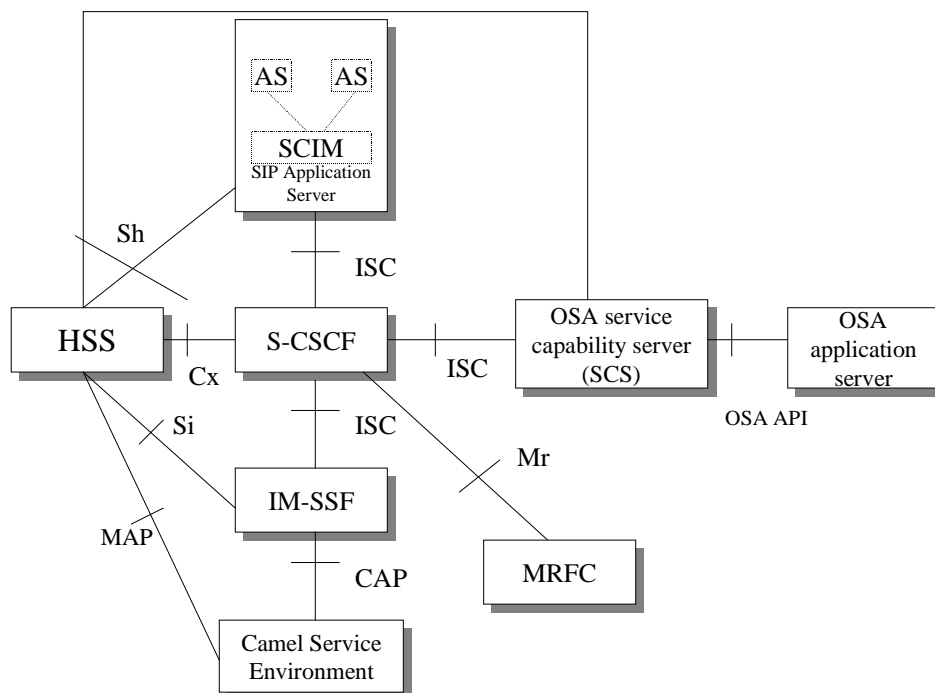 AS
AS
SCIM
SIP Application
Server
Sh
ISC
HSS
Cx
S-CSCF
ISC
OSA service
capability server
(SCS)
OSA API
OSA
application
server
Si
ISC
Mr
MAP
IM-SSF
CAP
MRFC
Camel Service
Environment